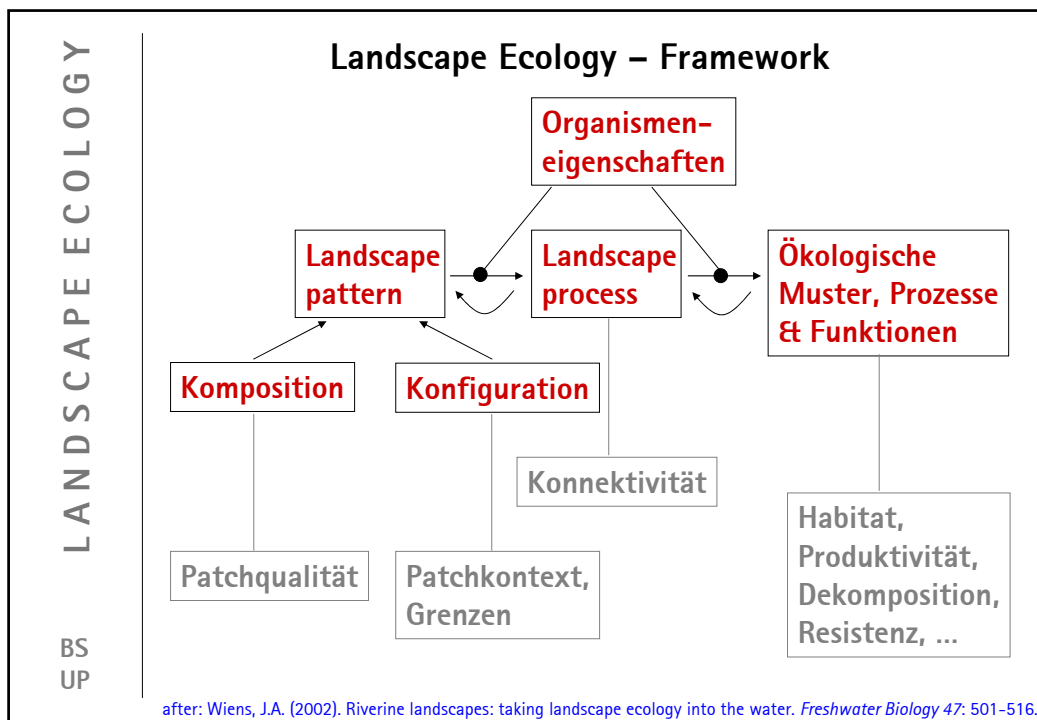 LANDSCAPE ECOLOGY
BS
UP
Landscape Ecology – Framework
Organismen-
eigenschaften
Landscape
pattern
Landscape
process
Ökologische
Muster, Prozesse
& Funktionen
Komposition
Konfiguration
Konnektivität
Patchqualität
Patchkontext,
Grenzen
Habitat,
Produktivität,
Dekomposition,
Resistenz, ...
after: Wiens, J.A. (2002). Riverine landscapes: taking landscape ecology into the water. Freshwater Biology 47: 501-516.